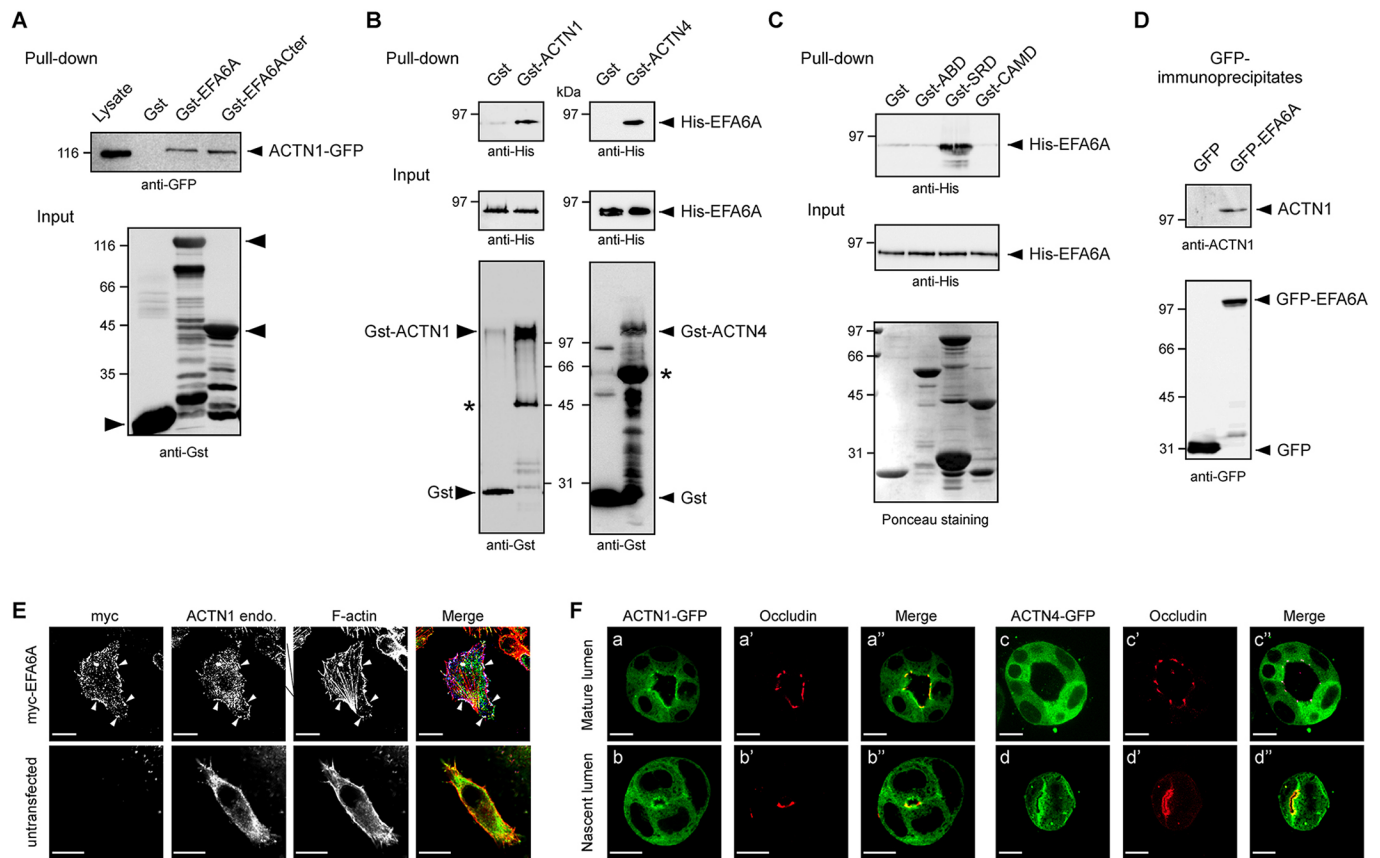 A
Pull-down
Lysate
Gst
Gst-EFA6A
Gst-EFA6ACter
116
ACTN1-GFP
anti-GFP
Input
116
66
45
35
anti-Gst
B
Pull-down
Gst
Gst-ACTN1
Gst
Gst-ACTN4
kDa
97
97
His-EFA6A
anti-His
anti-His
Input
97
97
His-EFA6A
anti-His
anti-His
Gst-ACTN1
Gst-ACTN4
97
66
*
*
45
31
Gst
Gst
anti-Gst
anti-Gst
C
Pull-down
Gst
Gst-ABD
Gst-SRD
Gst-CAMD
97
His-EFA6A
anti-His
Input
97
His-EFA6A
anti-His
97
66
45
31
Ponceau staining
D
GFP-
immunoprecipitates
GFP
GFP-EFA6A
ACTN1
97
anti-ACTN1
GFP-EFA6A
97
66
45
31
GFP
anti-GFP
E
myc
ACTN1 endo.
F-actin
Merge
myc-EFA6A
untransfected
F
ACTN1-GFP
Occludin
Merge
ACTN4-GFP
Occludin
Merge
Mature lumen
a
a'
a''
c
c'
c''
Nascent lumen
b
b'
b''
d
d'
d''